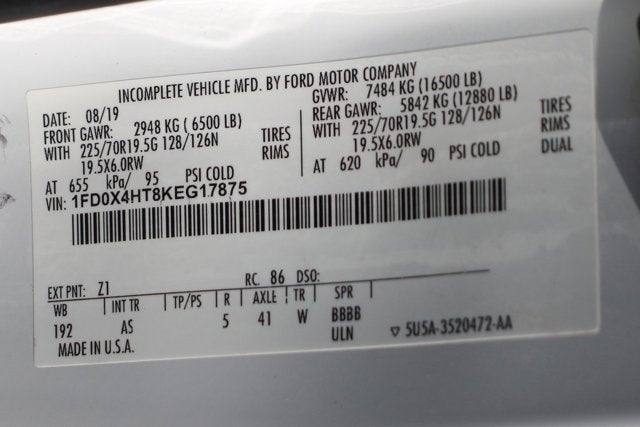 INCOMPLETE VEHICLE MFD. BY FORD MOTOR COMPANY
DATE: 08/19 GVWR: 7484 KG (16500 LB)
FRONT GAWR: 2948 KG ( 6500 LB) REAR GAWR: 5842 KG (12880 LB)
WITH 225/70R19.5G 128/126N TIRES WITH 225/70R19.5G 128/126N TIRES
19.5X6.0RW RIMS 19.5X6.0RW RIMS
AT 655 kPa/ 95 PSI COLD AT 620 kPa/ 90 PSI COLD DUAL
VIN: 1FD0X4HT8KEG17875
EXT PNT: Z1 RC: 86 DSO:
WB INT TR TP/PS R AXLE TR SPR
192 AS 5 41 W BBBB
MADE IN U.S.A. ULN ▽ 5U5A-3520472-AA